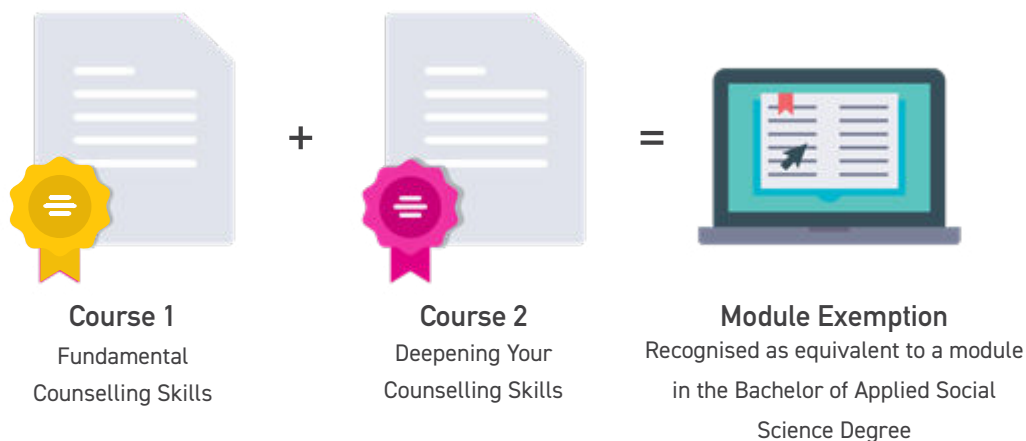 +
=
Course 1
Fundamental
Counselling Skills
Course 2
Deepening Your
Counselling Skills
Module Exemption
Recognised as equivalent to a module
in the Bachelor of Applied Social
Science Degree